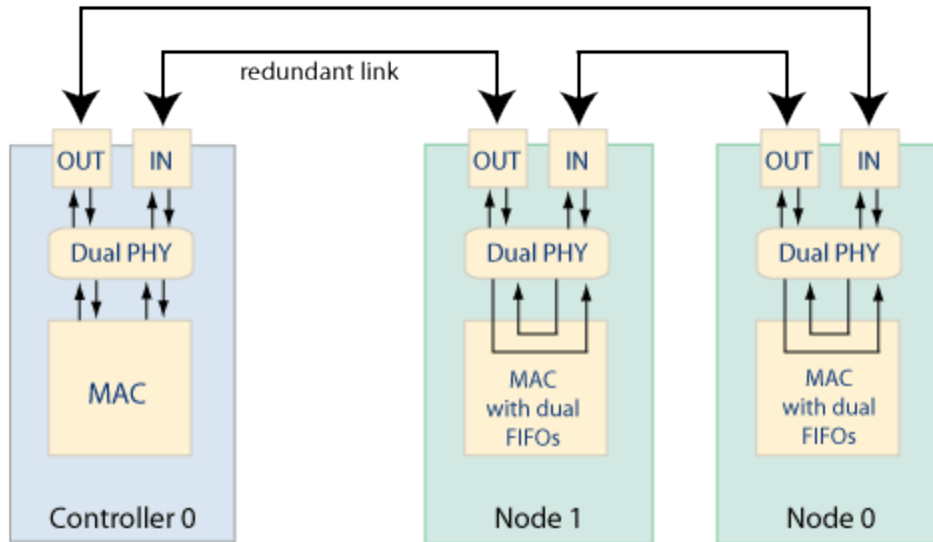 redundant link
OUT
IN
OUT
IN
OUT
IN
Dual PHY
Dual PHY
Dual PHY
MAC
MAC
with dual
FIFOs
MAC
with dual
FIFOs
Controller 0
Node 1
Node 0